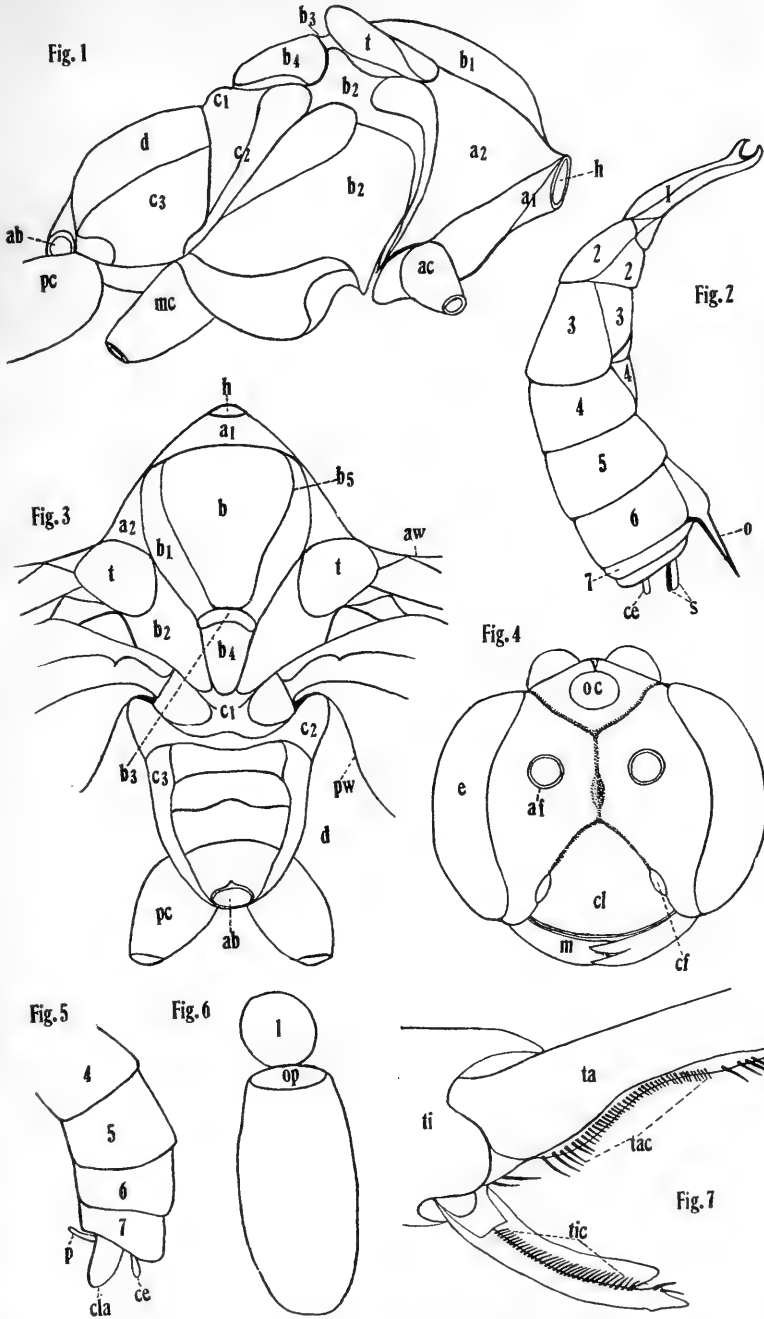 Fig. 1
b3
t
b4
b1
b2
c1
d
c2
a2
b2
h
c3
a1
ab
ac
pc
mc
Fig. 2
1
2
2
3
3
4
4
5
6
o
7
ce
s
h
a1
Fig. 3
b
b5
a2
b1
aw
t
t
b2
b4
c1
c2
b3
c3
pw
d
pc
ab
Fig. 4
oc
e
af
cl
m
cf
Fig. 5
4
5
6
7
p
cla
ce
Fig. 6
1
op
ta
ti
tac
Fig. 7
tic